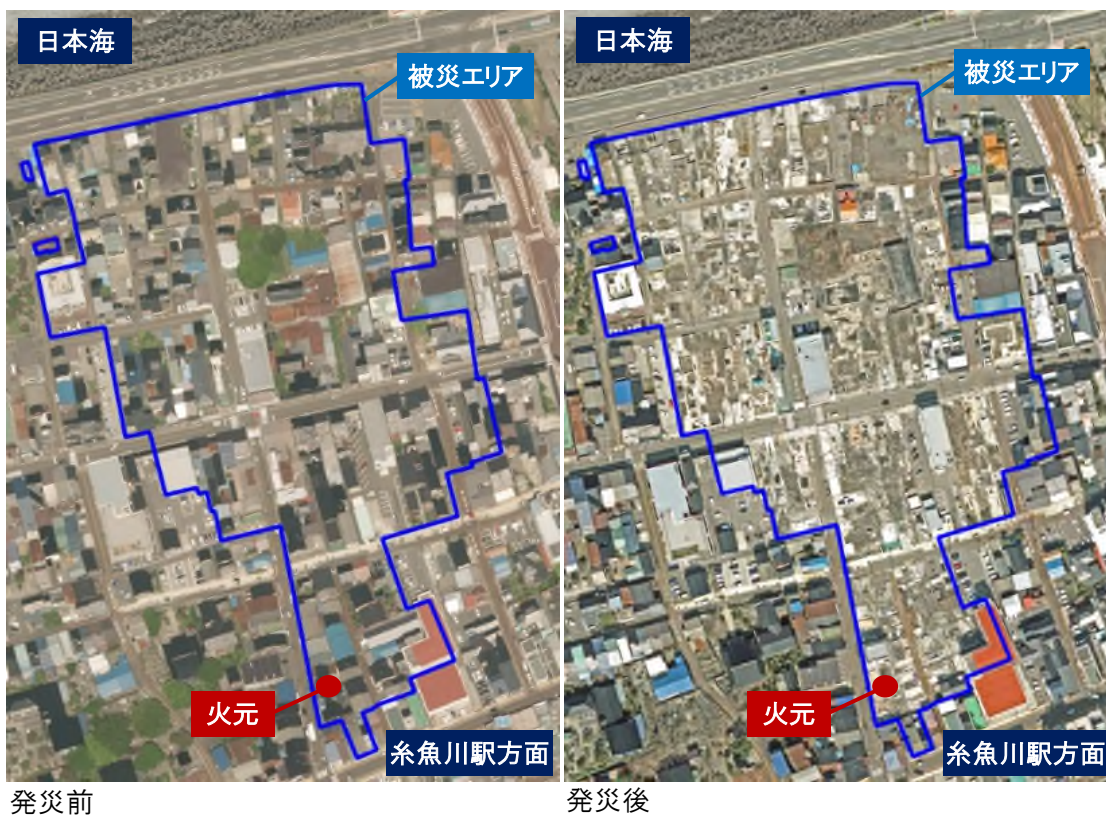 日本海
被災エリア
火元
糸魚川駅方面
発災前
日本海
被災エリア
火元
糸魚川駅方面
発災後